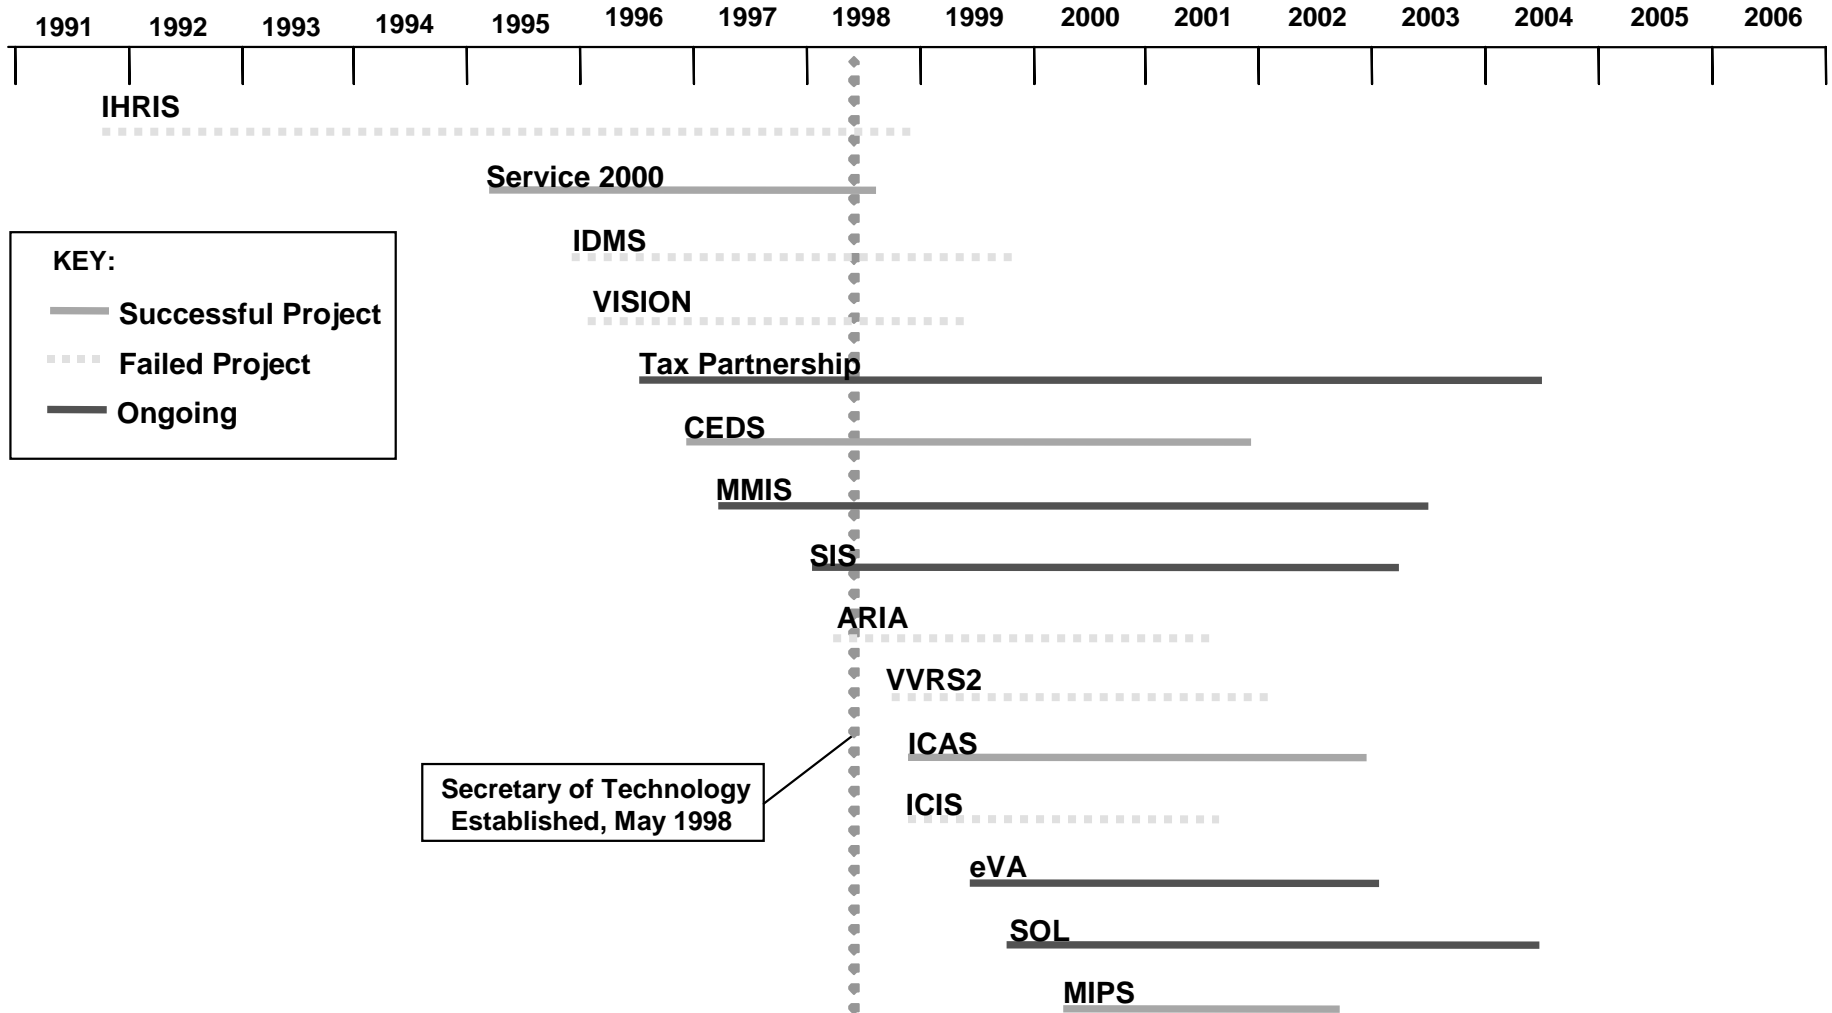 1991 1992 1993 1994 1995 1996 1997 1998 1999 2000 2001 2002 2003 2004 2005 2006
IHRIS
Service 2000
IDMS
KEY:
Successful Project
Failed Project
Ongoing
VISION
Tax Partnership
CEDS
MMIS
SIS
ARIA
VVRS2
ICAS
Secretary of Technology
Established, May 1998
ICIS
eVA
SOL
MIPS